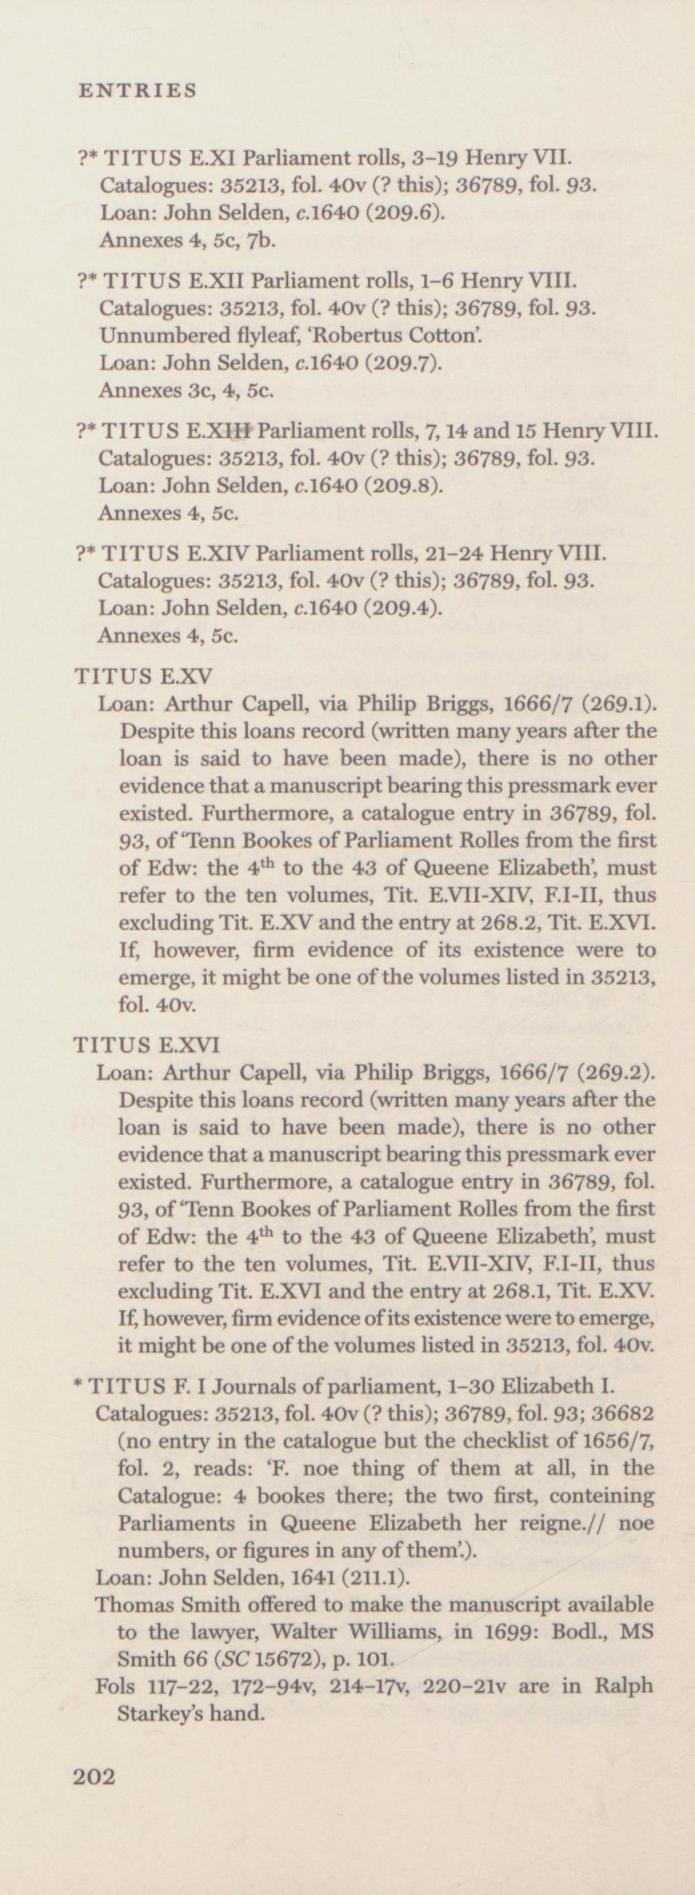 ENTRIES
?* TITUS E.XI Parliament rolls, 3–19 Henry VII.
Catalogues: 35213, fol. 40v (? this); 36789, fol. 93.
Loan: John Selden, c.1640 (209.6).
Annexes 4, 5c, 7b.
?* TITUS E.XII Parliament rolls, 1–6 Henry VIII.
Catalogues: 35213, fol. 40v (? this); 36789, fol. 93.
Unnumbered flyleaf, ‘Robertus Cotton’.
Loan: John Selden, c.1640 (209.7).
Annexes 3c, 4, 5c.
?* TITUS E.XIII Parliament rolls, 7, 14 and 15 Henry VIII.
Catalogues: 35213, fol. 40v (? this); 36789, fol. 93.
Loan: John Selden, c.1640 (209.8).
Annexes 4, 5c.
?* TITUS E.XIV Parliament rolls, 21–24 Henry VIII.
Catalogues: 35213, fol. 40v (? this); 36789, fol. 93.
Loan: John Selden, c.1640 (209.4).
Annexes 4, 5c.
TITUS E.XV
Loan: Arthur Capell, via Philip Briggs, 1666/7 (269.1).
Despite this loans record (written many years after the
loan is said to have been made), there is no other
evidence that a manuscript bearing this pressmark ever
existed. Furthermore, a catalogue entry in 36789, fol.
93, of ‘Tenn Bookes of Parliament Rolles from the first
of Edw: the 4th to the 43 of Queene Elizabeth’, must
refer to the ten volumes, Tit. E.VII-XIV, F.I-II, thus
excluding Tit. E.XV and the entry at 268.2, Tit. E.XVI.
If, however, firm evidence of its existence were to
emerge, it might be one of the volumes listed in 35213,
fol. 40v.
TITUS E.XVI
Loan: Arthur Capell, via Philip Briggs, 1666/7 (269.2).
Despite this loans record (written many years after the
loan is said to have been made), there is no other
evidence that a manuscript bearing this pressmark ever
existed. Furthermore, a catalogue entry in 36789, fol.
93, of ‘Tenn Bookes of Parliament Rolles from the first
of Edw: the 4th to the 43 of Queene Elizabeth’, must
refer to the ten volumes, Tit. E.VII-XIV, F.I-II, thus
excluding Tit. E.XVI and the entry at 268.1, Tit. E.XV.
If, however, firm evidence of its existence were to emerge,
it might be one of the volumes listed in 35213, fol. 40v.
* TITUS F. I Journals of parliament, 1–30 Elizabeth I.
Catalogues: 35213, fol. 40v (? this); 36789, fol. 93; 36682
(no entry in the catalogue but the checklist of 1656/7,
fol. 2, reads: ‘F. noe thing of them at all, in the
Catalogue: 4 bookes there; the two first, conteining
Parliaments in Queene Elizabeth her reigne.// noe
numbers, or figures in any of them’.).
Loan: John Selden, 1641 (211.1).
Thomas Smith offered to make the manuscript available
to the lawyer, Walter Williams, in 1699: Bodl., MS
Smith 66 (SC 15672), p. 101.
Fols 117–22, 172–94v, 214–17v, 220–21v are in Ralph
Starkey’s hand.
202